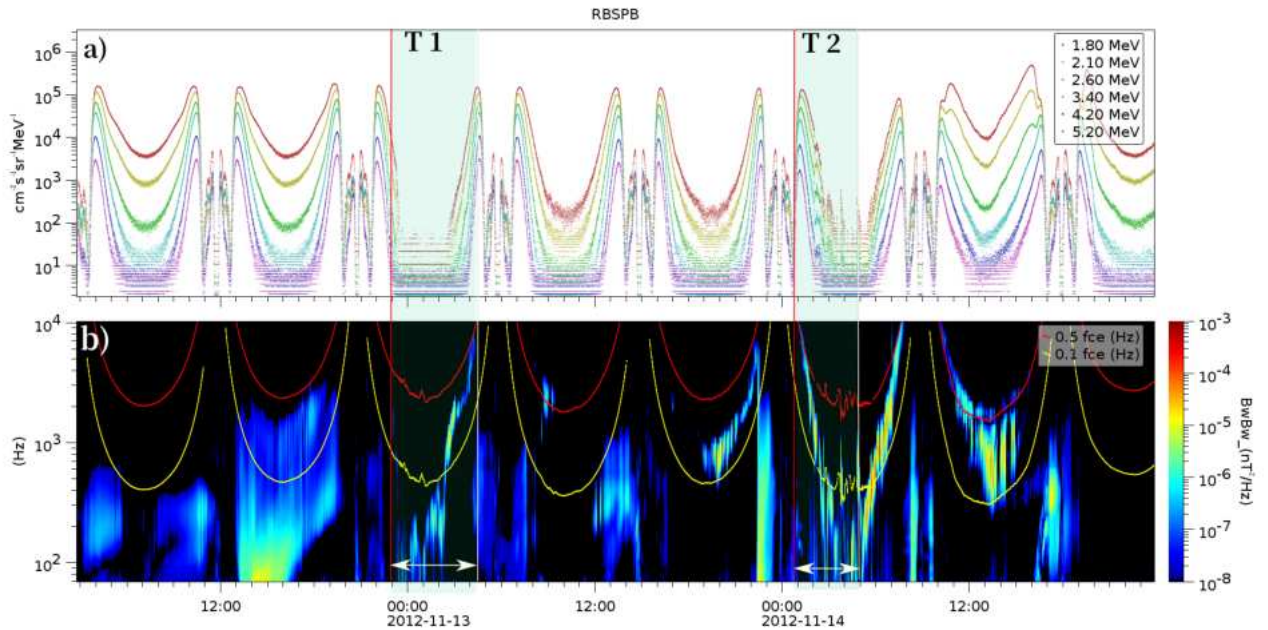 RBSPB
a)
T 1
T 2
10⁶
10⁵
10⁴
10³
10²
10¹
cm⁻²s⁻¹sr⁻¹MeV⁻¹
1.80 MeV
2.10 MeV
2.60 MeV
3.40 MeV
4.20 MeV
5.20 MeV
b)
10⁴
10³
10²
(Hz)
0.5 fce (Hz)
0.1 fce (Hz)
10⁻³
10⁻⁴
10⁻⁵
10⁻⁶
10⁻⁷
10⁻⁸
BwBw_(nT²/Hz)
12:00
00:00
12:00
00:00
12:00
2012-11-13
2012-11-14